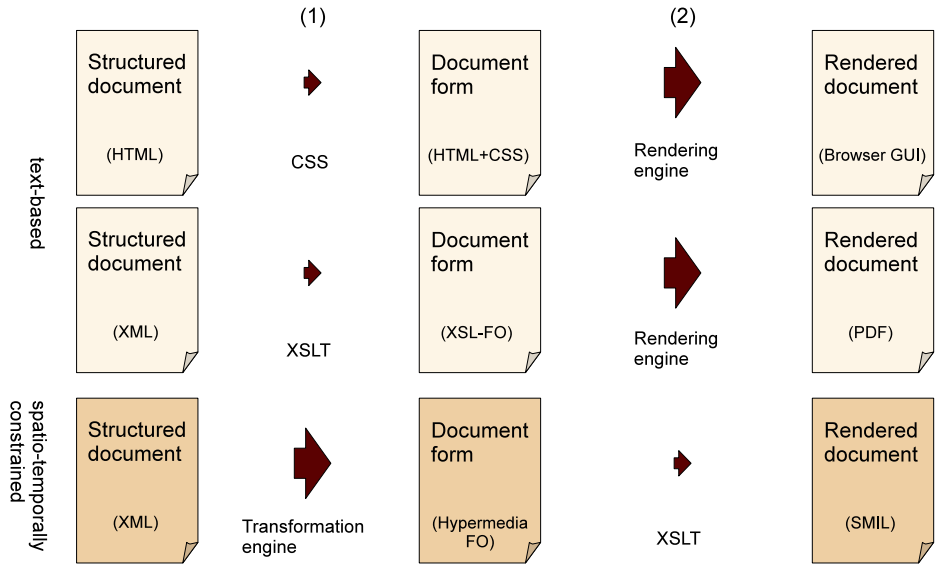 (1)
(2)
text-based
Structured
document
(HTML)
CSS
Document
form
(HTML+CSS)
Rendering
engine
Rendered
document
(Browser GUI)
Structured
document
(XML)
XSLT
Document
form
(XSL-FO)
Rendering
engine
Rendered
document
(PDF)
spatio-temporally
constrained
Structured
document
(XML)
Transformation
engine
Document
form
(Hypermedia
FO)
XSLT
Rendered
document
(SMIL)